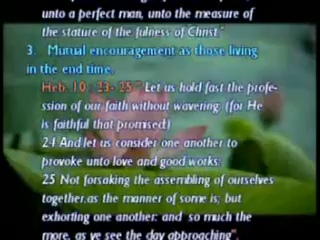 unto a perfect man, unto the measure of
the stature of the fulness of Christ"
3. Mutual encouragement as those living
in the end time.
Heb. 10 : 23- 25 " Let us hold fast the profe-
ssion of our faith without wavering; (for He
is faithful that promised:)
24 And let us consider one another to
provoke unto love and good works:
25 Not forsaking the assembling of ourselves
together,as the manner of some is; but
exhorting one another: and so much the
more, as ye see the day approaching".